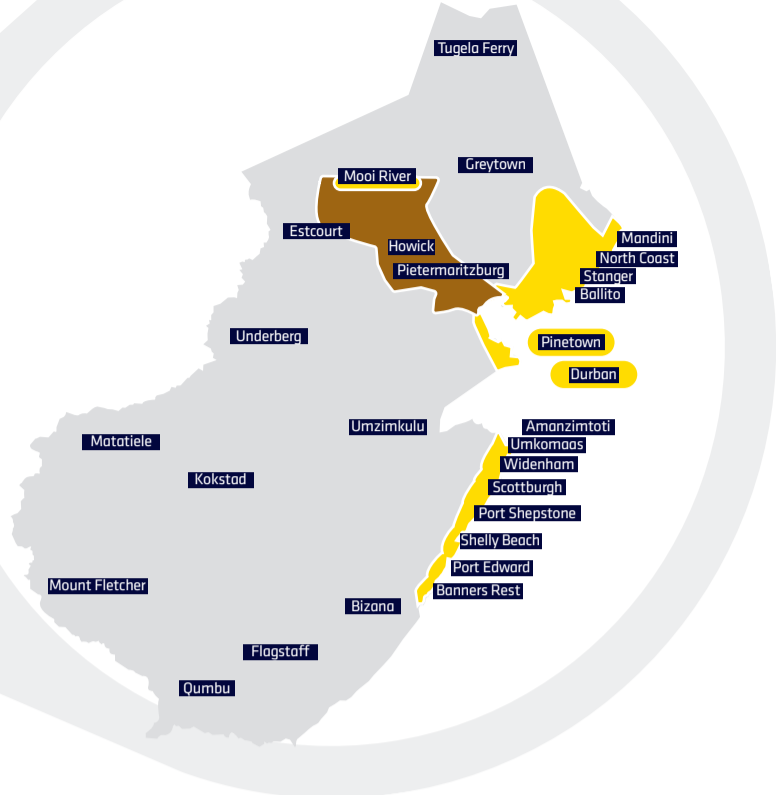 Tugela Ferry
Greytown
Mooi River
Estcourt
Howick
Pietermaritzburg
Mandini
North Coast
Stanger
Ballito
Underberg
Pinetown
Durban
Umzimkulu
Amanzimtoti
Umkomaas
Matatiele
Widenham
Kokstad
Scottburgh
Port Shepstone
Shelly Beach
Port Edward
Mount Fletcher
Banners Rest
Bizana
Flagstaff
Qumbu